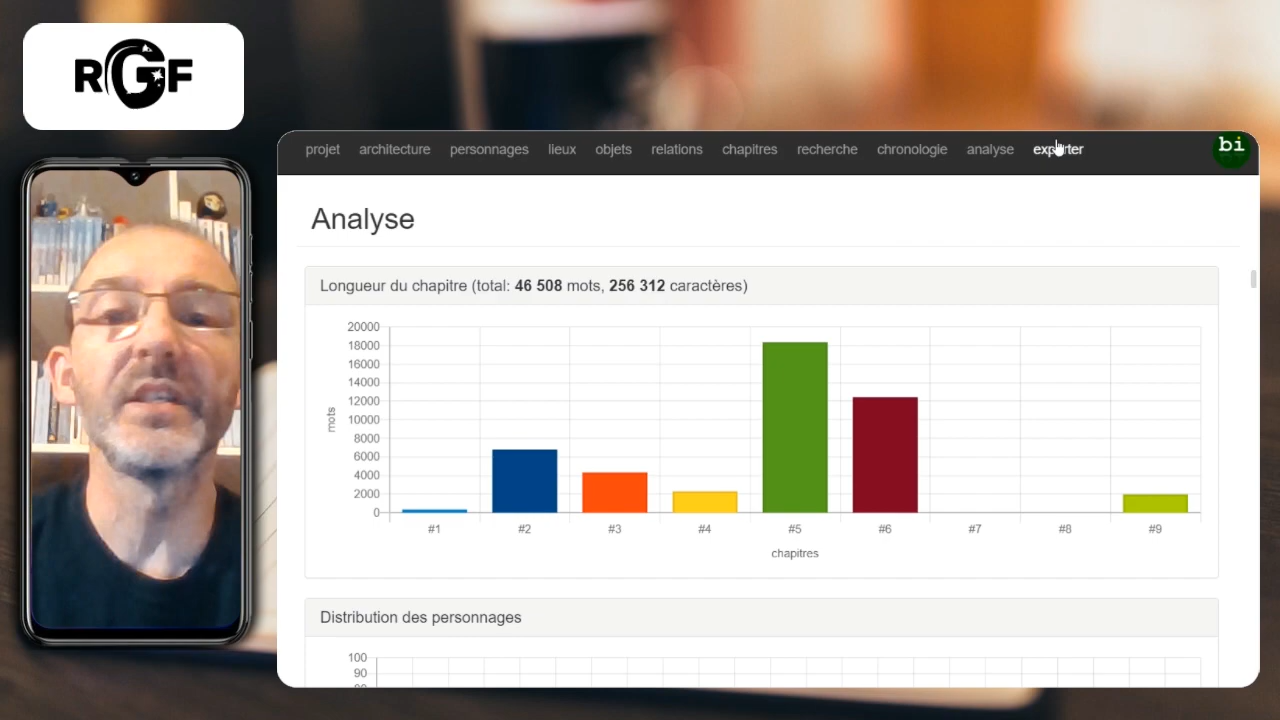 RGF
projet architecture personnages lieux objets relations chapitres recherche chronologie analyse exporter
bi
Analyse
Longueur du chapitre (total: 46 508 mots, 256 312 caractères)
20000
18000
16000
14000
12000
10000
8000
6000
4000
2000
0
mots
#1 #2 #3 #4 #5 #6 #7 #8 #9
chapitres
Distribution des personnages
100
90